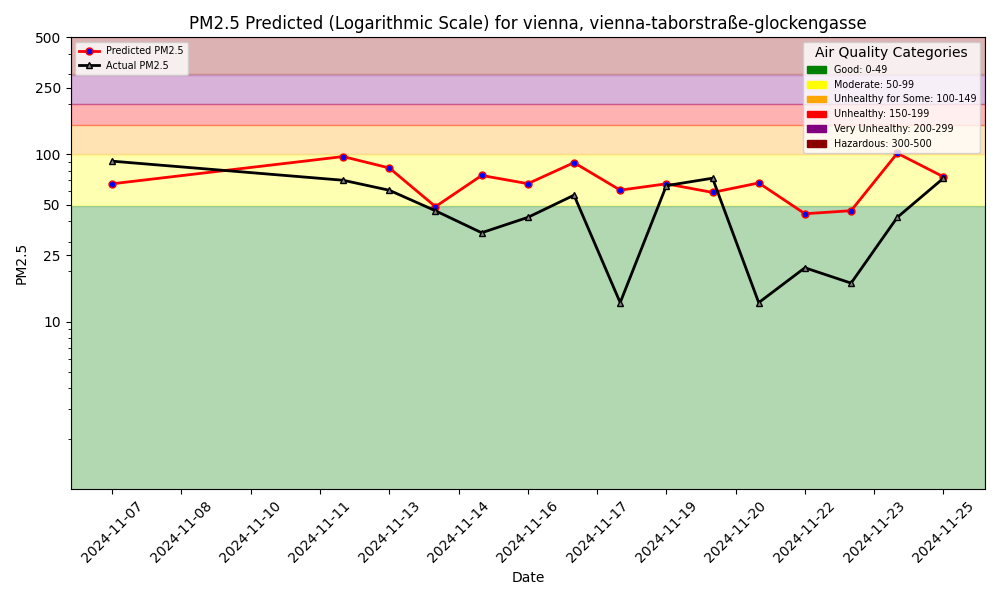 PM2.5 Predicted (Logarithmic Scale) for vienna, vienna-taborstraße-glockengasse
Predicted PM2.5
Actual PM2.5
Air Quality Categories
Good: 0-49
Moderate: 50-99
Unhealthy for Some: 100-149
Unhealthy: 150-199
Very Unhealthy: 200-299
Hazardous: 300-500
PM2.5
500
250
100
50
25
10
2024-11-07
2024-11-08
2024-11-10
2024-11-11
2024-11-13
2024-11-14
2024-11-16
2024-11-17
2024-11-19
2024-11-20
2024-11-22
2024-11-23
2024-11-25
Date